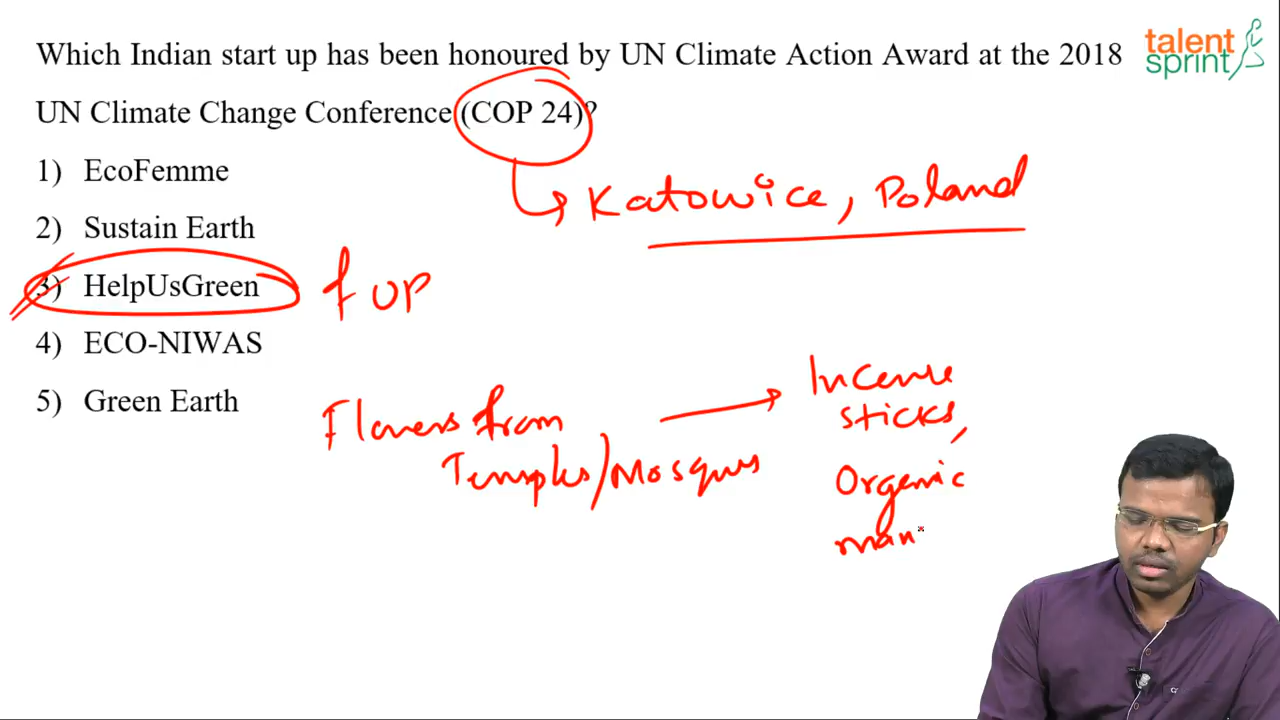 Which Indian start up has been honoured by UN Climate Action Award at the 2018
UN Climate Change Conference (COP 24)?
1) EcoFemme
2) Sustain Earth
3) HelpUsGreen
4) ECO-NIWAS
5) Green Earth
talent
sprint
Katowice, Poland
of UP
Flowers from
Temples/Mosques
Incense
sticks,
Organic
man